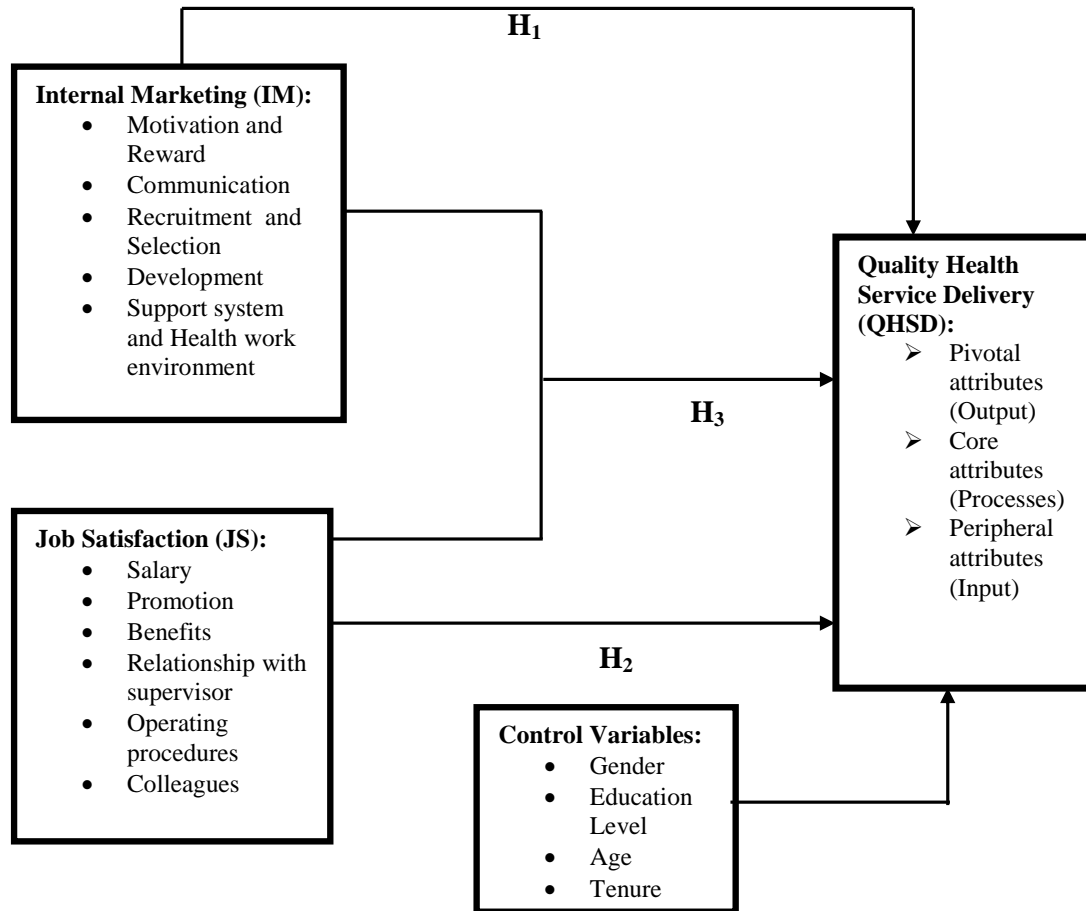 H1
Internal Marketing (IM):
• Motivation and
Reward
• Communication
• Recruitment and
Selection
• Development
• Support system
and Health work
environment
Quality Health
Service Delivery
(QHSD):
➢ Pivotal
attributes
(Output)
➢ Core
attributes
(Processes)
➢ Peripheral
attributes
(Input)
H3
Job Satisfaction (JS):
• Salary
• Promotion
• Benefits
• Relationship with
supervisor
• Operating
procedures
• Colleagues
H2
Control Variables:
• Gender
• Education
Level
• Age
• Tenure